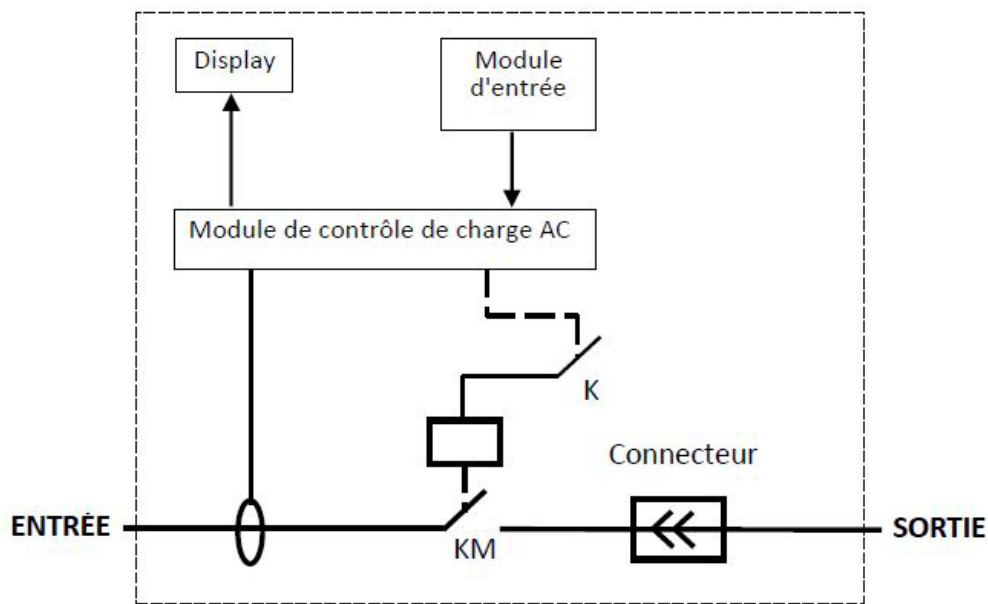 Display
Module
d'entrée
Module de contrôle de charge AC
K
Connecteur
ENTRÉE
KM
SORTIE